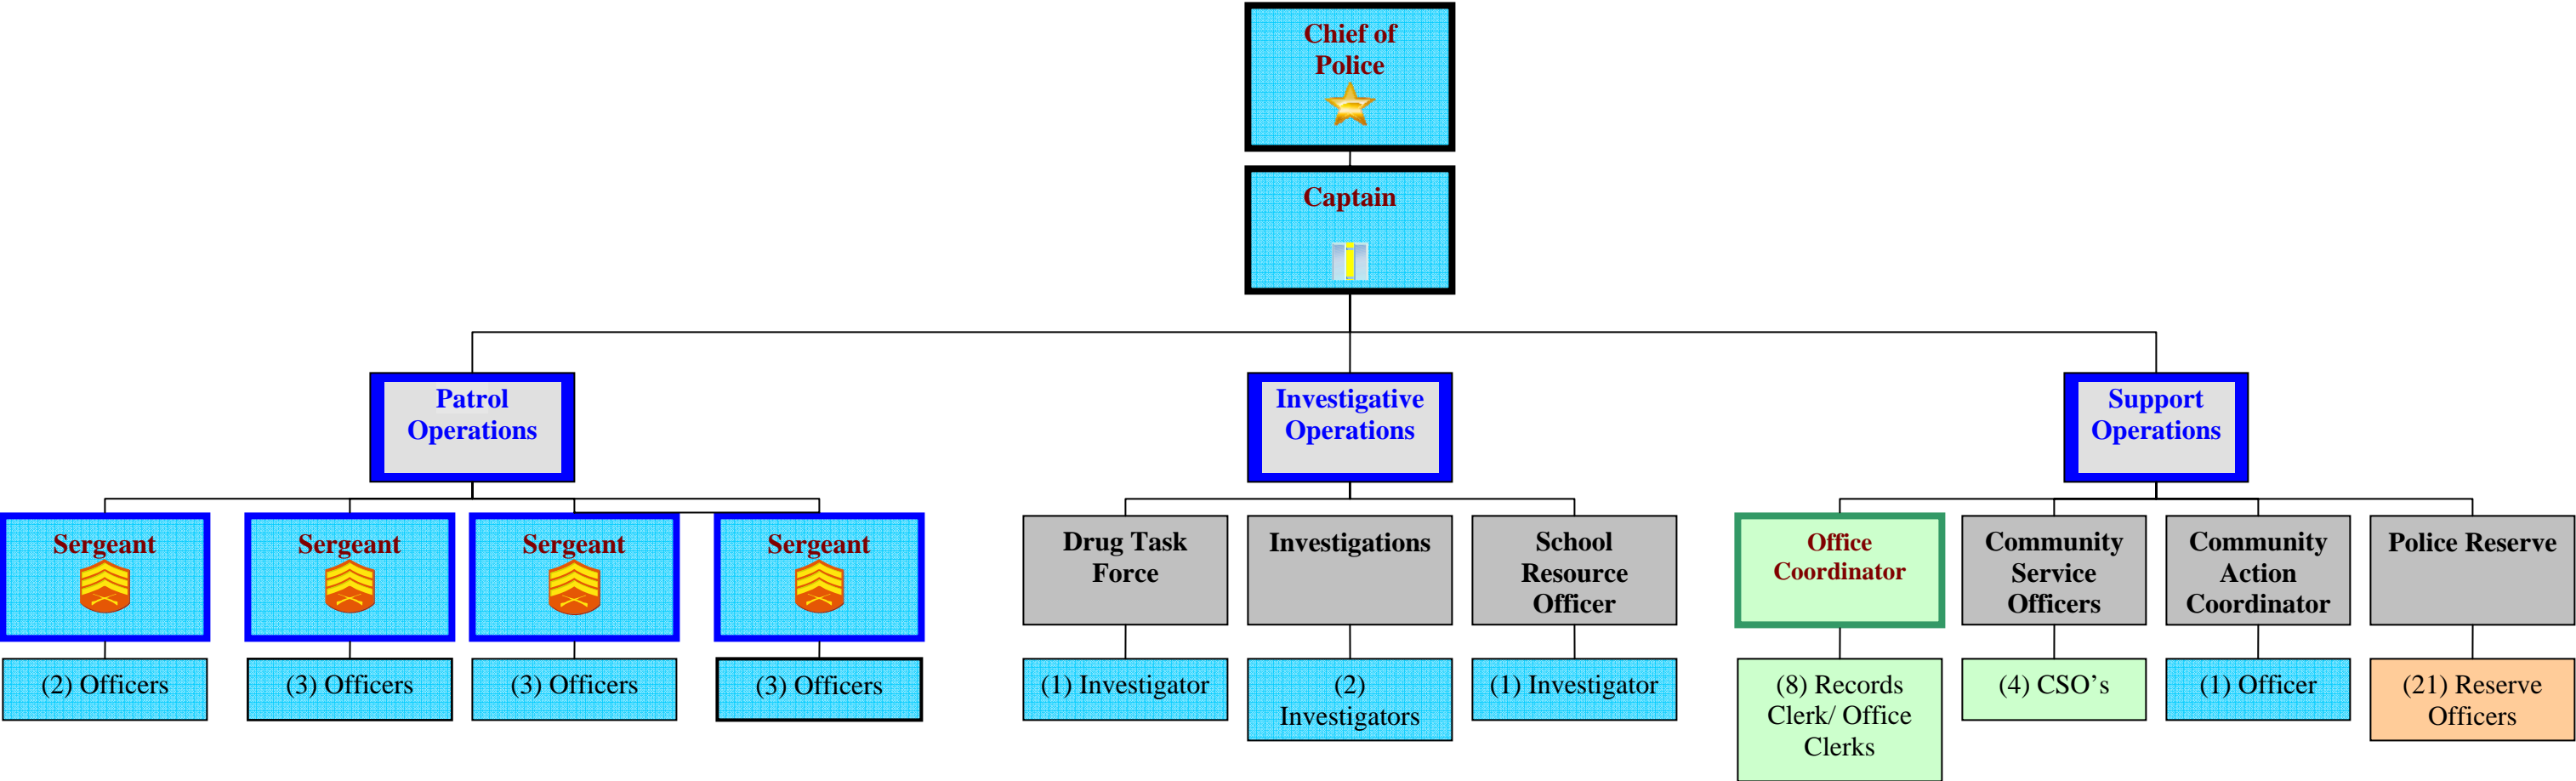 Chief of
Police
Captain
Patrol
Operations
Investigative
Operations
Support
Operations
Sergeant
Sergeant
Sergeant
Sergeant
Drug Task
Force
Investigations
School
Resource
Officer
Office
Coordinator
Community
Service
Officers
Community
Action
Coordinator
Police Reserve
(2) Officers
(3) Officers
(3) Officers
(3) Officers
(1) Investigator
(2)
Investigators
(1) Investigator
(8) Records
Clerk/ Office
Clerks
(4) CSO’s
(1) Officer
(21) Reserve
Officers